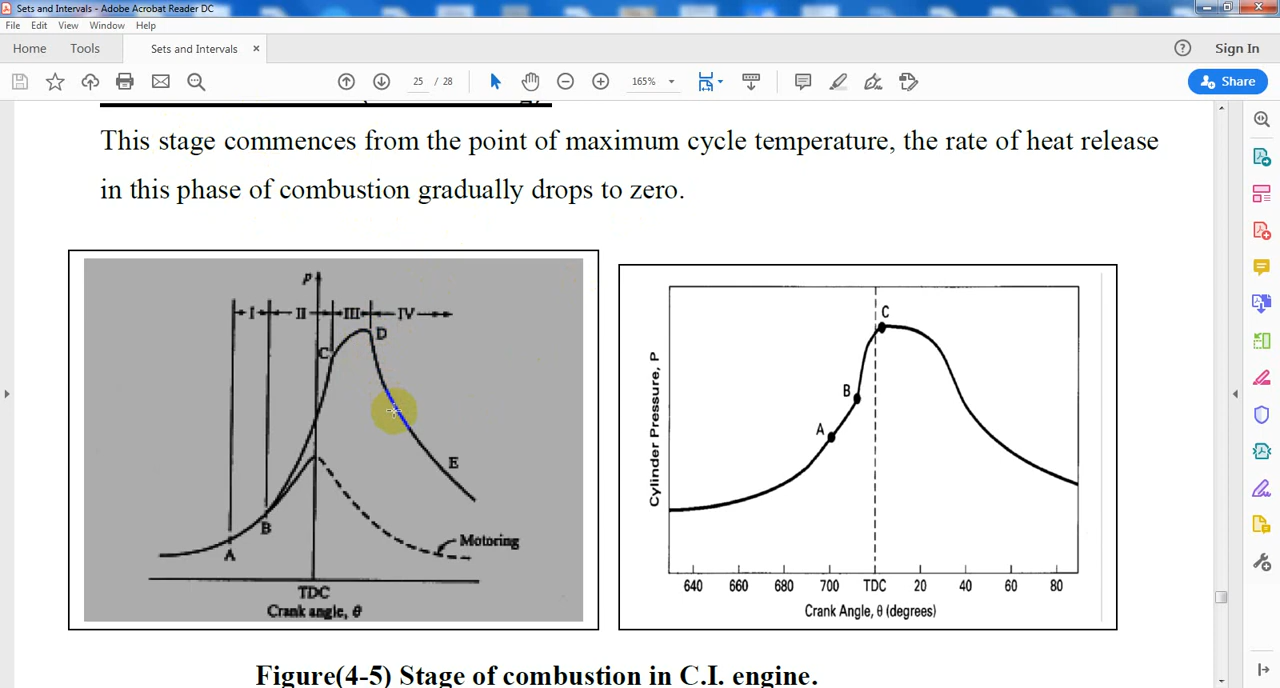 Sets and Intervals - Adobe Acrobat Reader DC
File Edit View Window Help
Home Tools Sets and Intervals × Sign In
25 / 28 165% Share
This stage commences from the point of maximum cycle temperature, the rate of heat release
in this phase of combustion gradually drops to zero.
P
I II III IV
C D
E
B
A
Motoring
TDC
Crank angle, θ
C
B
A
Cylinder Pressure, P
640 660 680 700 TDC 20 40 60 80
Crank Angle, θ (degrees)
Figure(4-5) Stage of combustion in C.I. engine.